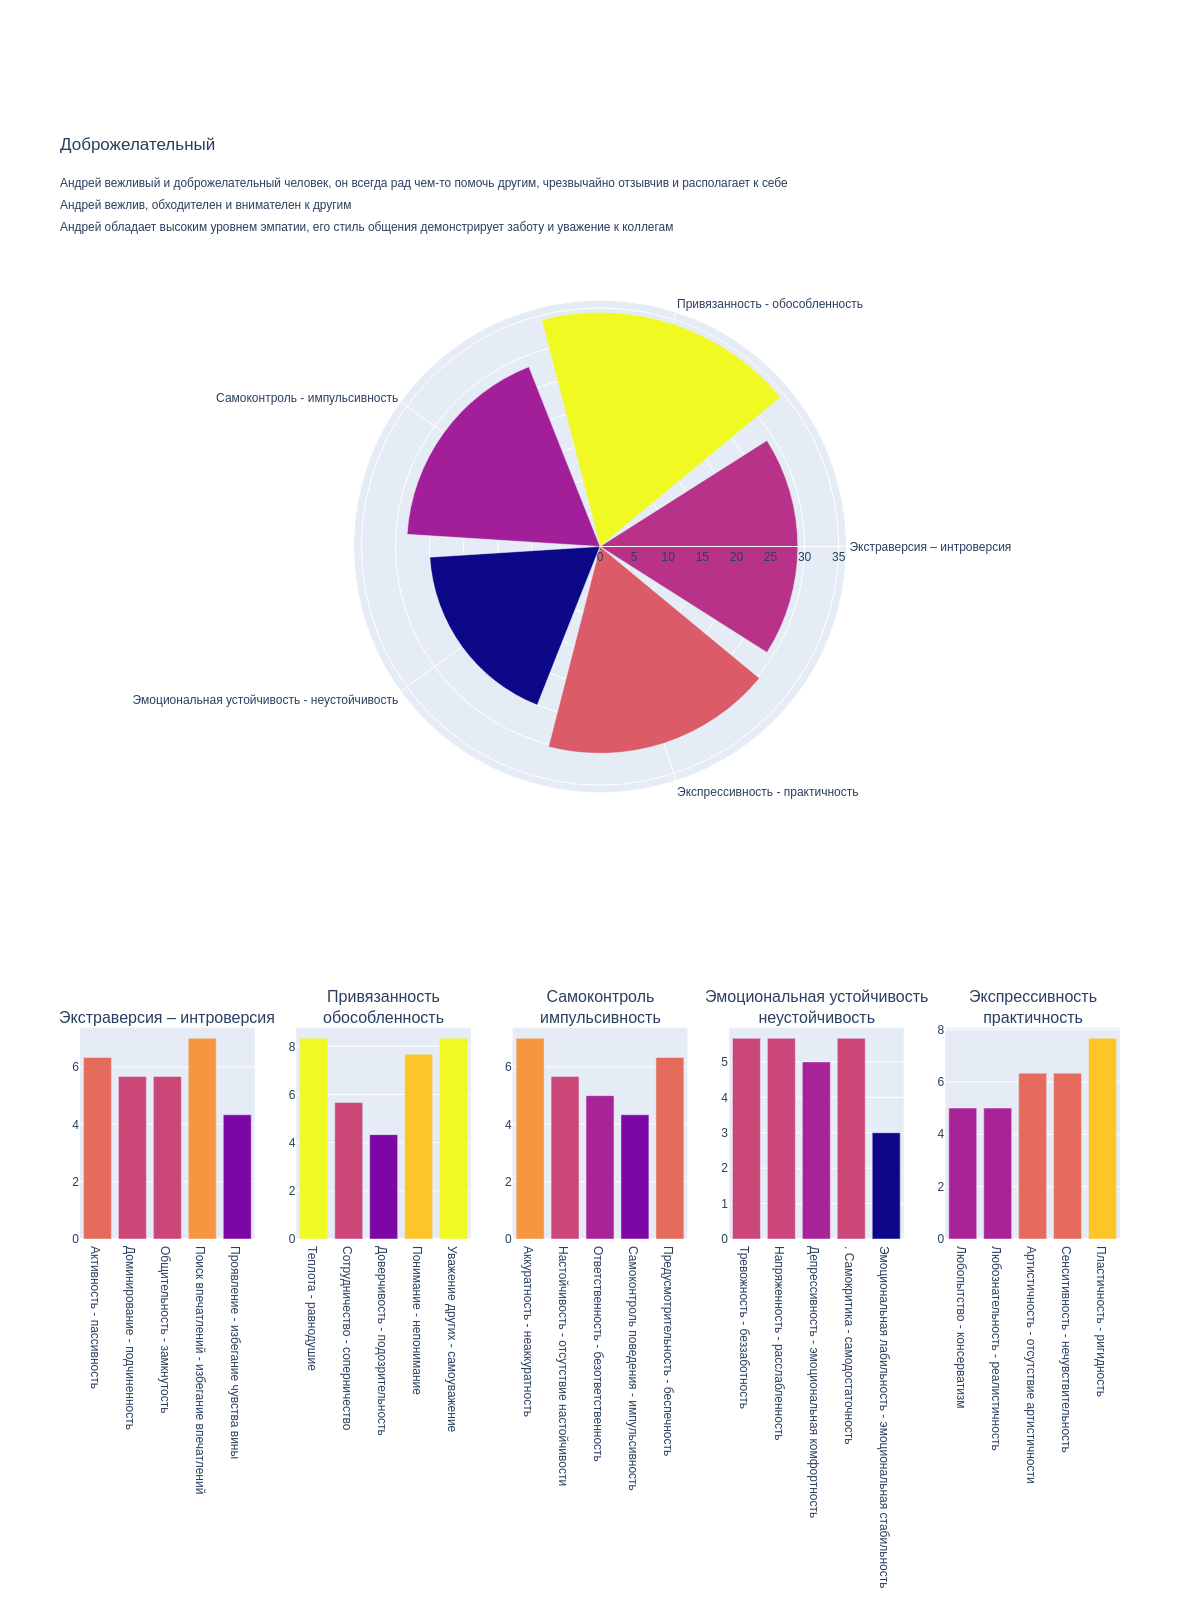 Доброжелательный
Андрей вежливый и доброжелательный человек, он всегда рад чем-то помочь другим, чрезвычайно отзывчив и располагает к себе
Андрей вежлив, обходителен и внимателен к другим
Андрей обладает высоким уровнем эмпатии, его стиль общения демонстрирует заботу и уважение к коллегам
Привязанность - обособленность
Самоконтроль - импульсивность
Экстраверсия – интроверсия
0 5 10 15 20 25 30 35
Эмоциональная устойчивость - неустойчивость
Экспрессивность - практичность
Экстраверсия – интроверсия
6
4
2
0
Активность - пассивность
Доминирование - подчиненность
Общительность - замкнутость
Поиск впечатлений - избегание впечатлений
Проявление - избегание чувства вины
Привязанность
обособленность
8
6
4
2
0
Теплота - равнодушие
Сотрудничество - соперничество
Доверчивость - подозрительность
Понимание - непонимание
Уважение других - самоуважение
Самоконтроль
импульсивность
6
4
2
0
Аккуратность - неаккуратность
Настойчивость - отсутствие настойчивости
Ответственность - безответственность
Самоконтроль поведения - импульсивность
Предусмотрительность - беспечность
Эмоциональная устойчивость
неустойчивость
5
4
3
2
1
0
Тревожность - беззаботность
Напряженность - расслабленность
Депрессивность - эмоциональная комфортность
. Самокритика - самодостаточность
Эмоциональная лабильность - эмоциональная стабильность
Экспрессивность
практичность
8
6
4
2
0
Любопытство - консерватизм
Любознательность - реалистичность
Артистичность - отсутствие артистичности
Сенситивность - нечувствительность
Пластичность - ригидность